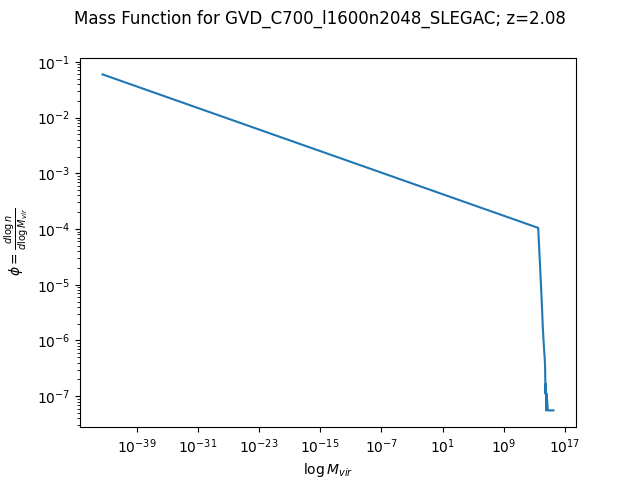 Mass Function for GVD_C700_l1600n2048_SLEGAC; z=2.08
10⁻¹
10⁻²
10⁻³
10⁻⁴
10⁻⁵
10⁻⁶
10⁻⁷
ϕ = d log n / d log M_vir
10⁻³⁹ 10⁻³¹ 10⁻²³ 10⁻¹⁵ 10⁻⁷ 10¹ 10⁹ 10¹⁷
log M_vir